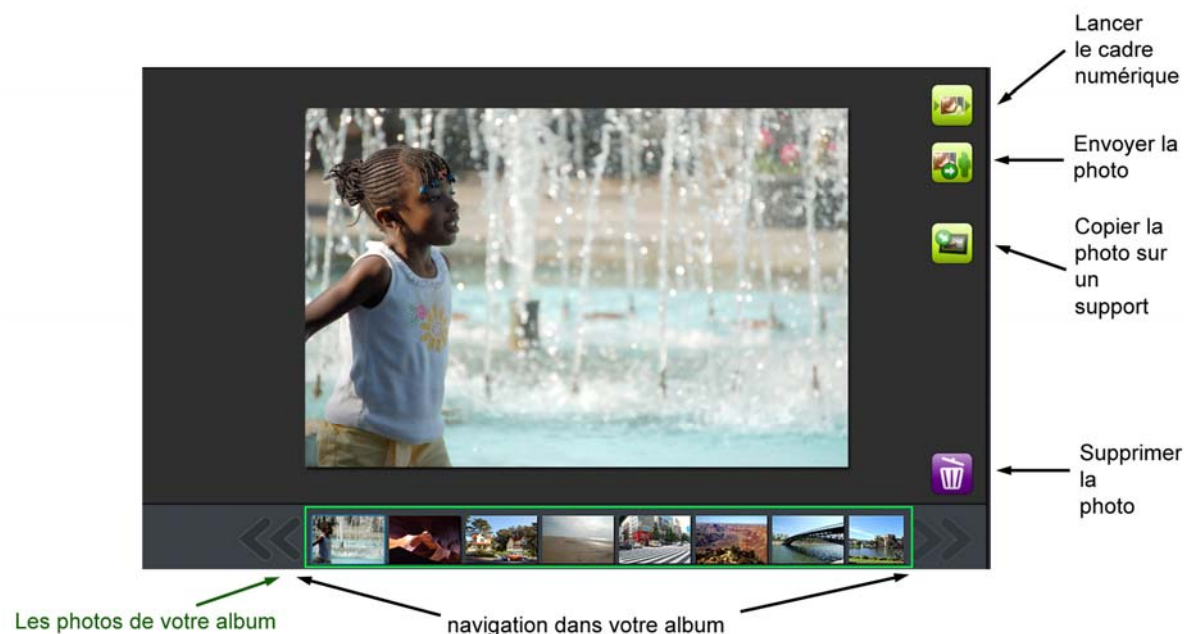 Lancer
le cadre
numérique
Envoyer la
photo
Copier la
photo sur
un
support
Supprimer
la
photo
Les photos de votre album
navigation dans votre album